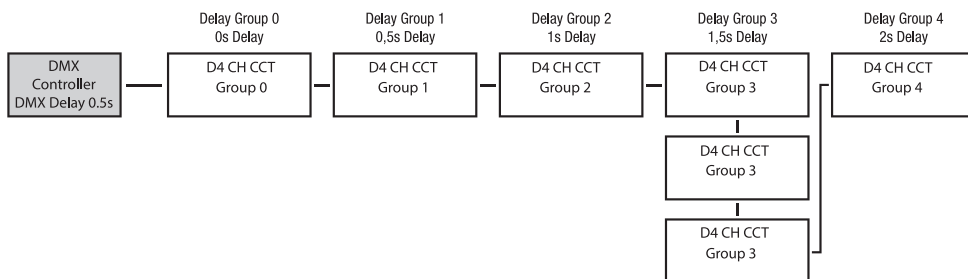 Delay Group 0
0s Delay
Delay Group 1
0,5s Delay
Delay Group 2
1s Delay
Delay Group 3
1,5s Delay
Delay Group 4
2s Delay
DMX
Controller
DMX Delay 0.5s
D4 CH CCT
Group 0
D4 CH CCT
Group 1
D4 CH CCT
Group 2
D4 CH CCT
Group 3
D4 CH CCT
Group 4
D4 CH CCT
Group 3
D4 CH CCT
Group 3